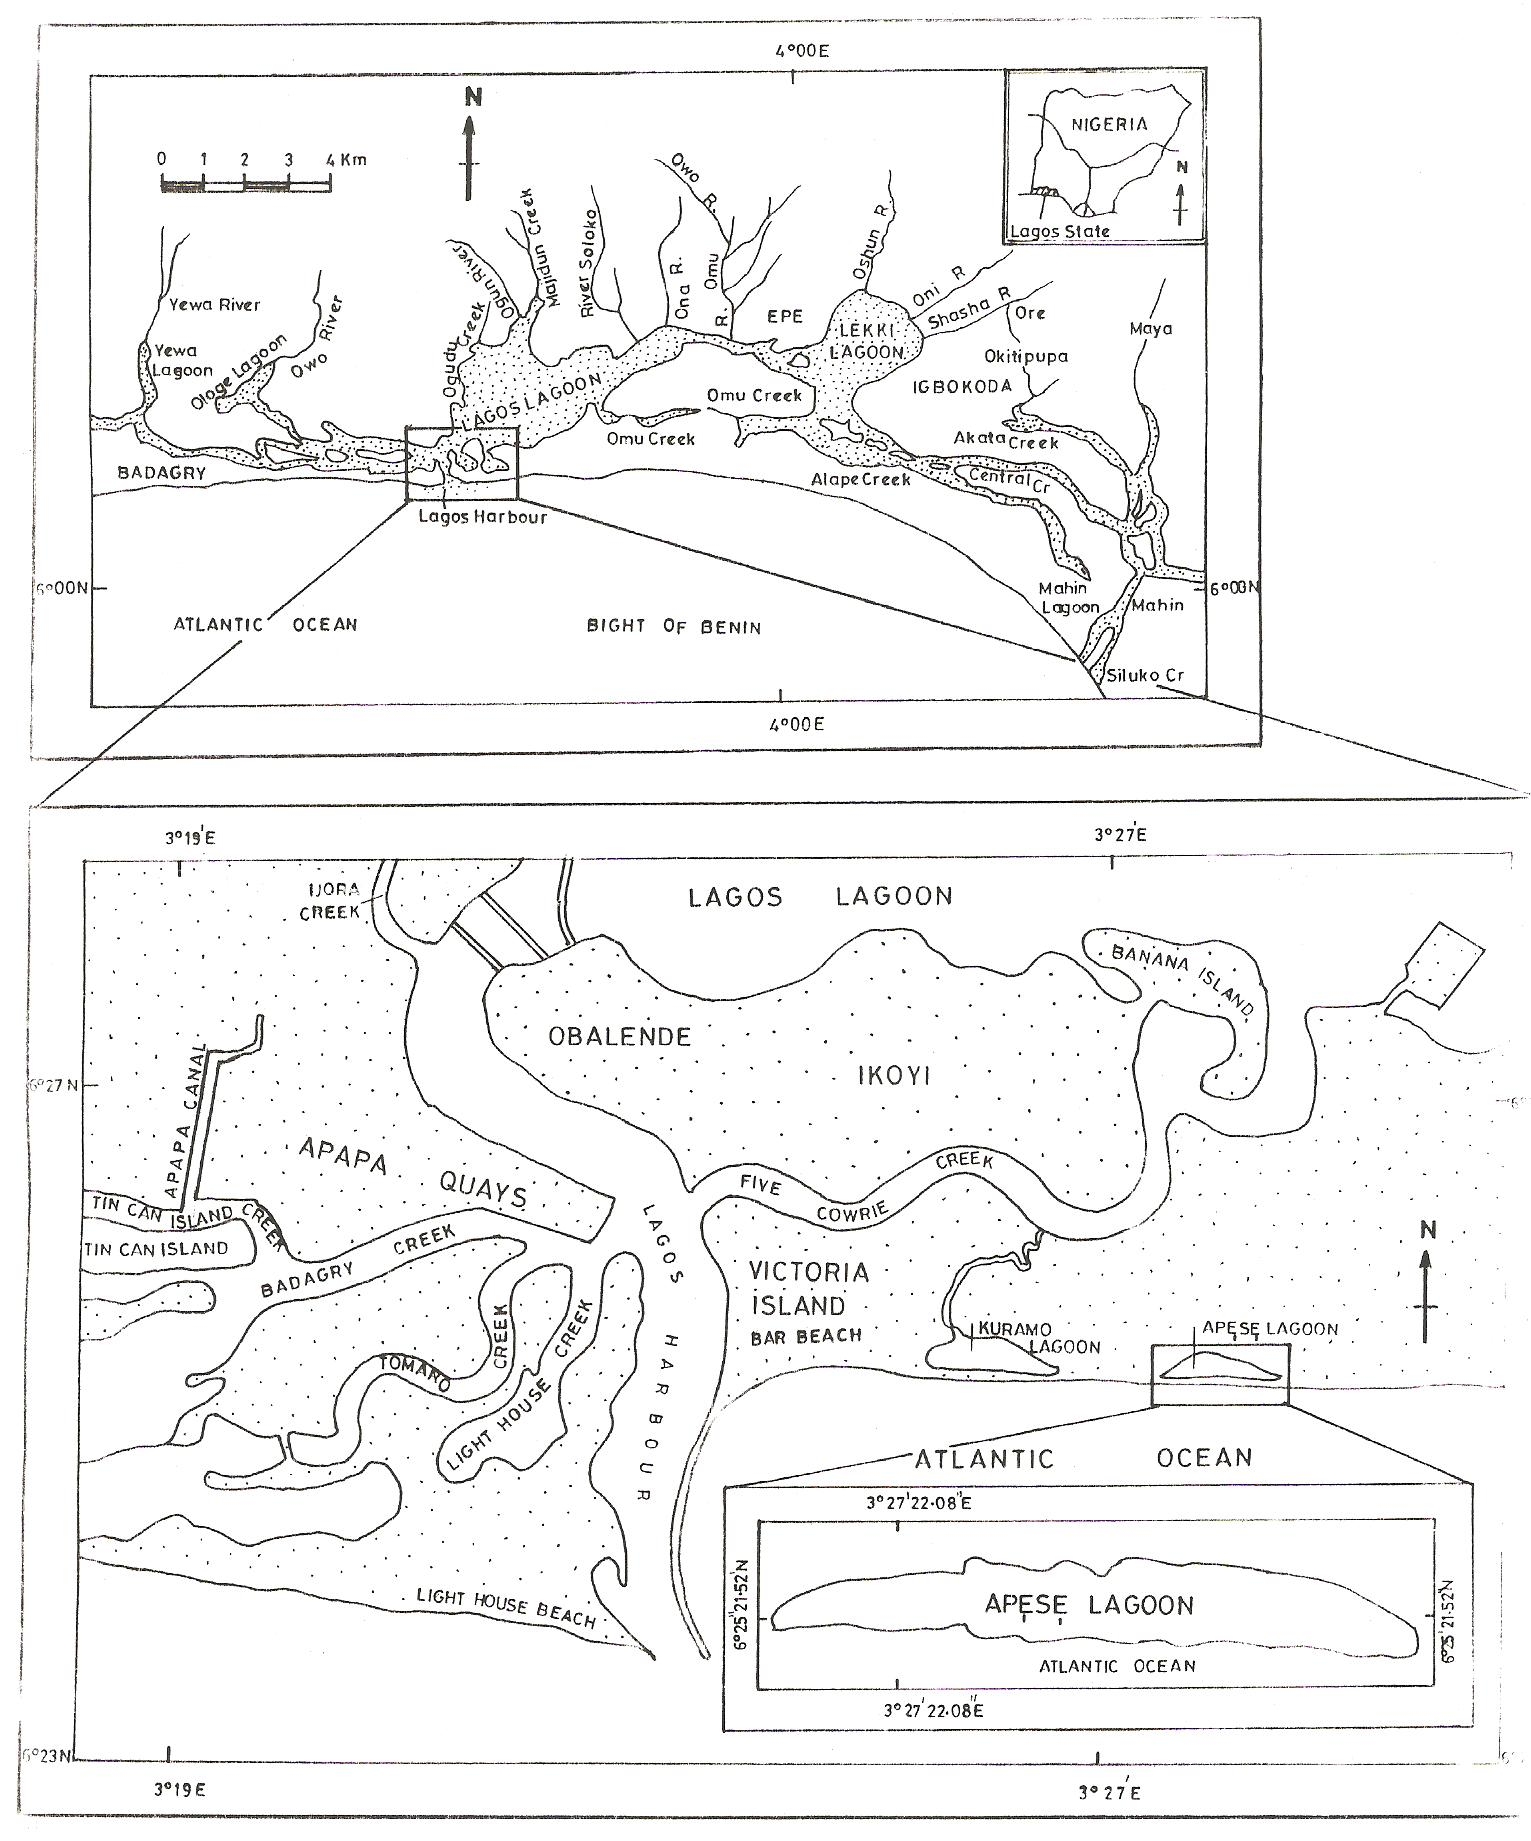 4°00E
N
0 1 2 3 4 Km
NIGERIA
N
Lagos State
Yewa River
Yewa
Lagoon
Ologe Lagoon
Owo River
Ogudu Creek
Ogun River
Majidun Creek
River Soloko
Ona R.
Owo R.
R. Omu
EPE
Oshun R
Oni R
Shasha R
Ore
Maya
LEKKI
LAGOON
Okitipupa
IGBOKODA
LAGOS LAGOON
Omu Creek
Omu Creek
Akata Creek
BADAGRY
Alape Creek
Central Cr
Lagos Harbour
6°00N
6°00N
Mahin
Lagoon
Mahin
ATLANTIC OCEAN
BIGHT OF BENIN
Siluko Cr
4°00E
3°19'E
3°27'E
IJORA
CREEK
LAGOS LAGOON
BANANA ISLAND
OBALENDE
IKOYI
6°27N
APAPA CANAL
APAPA QUAYS
FIVE COWRIE CREEK
TIN CAN ISLAND CREEK
TIN CAN ISLAND
BADAGRY CREEK
LAGOS HARBOUR
VICTORIA
ISLAND
BAR BEACH
N
KURAMO
LAGOON
APESE LAGOON
TOMARO CREEK
LIGHT HOUSE CREEK
ATLANTIC OCEAN
3°27'22.08"E
6°25"21.52'N
APESE LAGOON
6°25'21.52"N
ATLANTIC OCEAN
3°27'22.08"E
LIGHT HOUSE BEACH
6°23N
3°19E
3°27'E